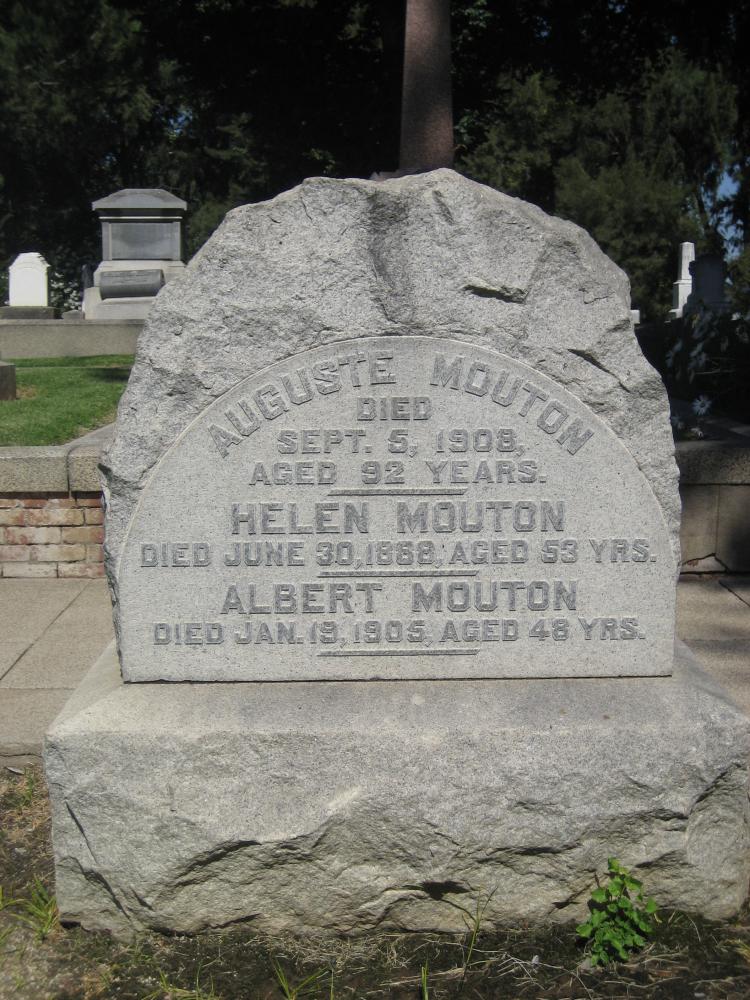 AUGUSTE MOUTON
DIED
SEPT. 5, 1908,
AGED 92 YEARS.
HELEN MOUTON
DIED JUNE 30, 1888, AGED 53 YRS.
ALBERT MOUTON
DIED JAN. 19, 1905, AGED 48 YRS.